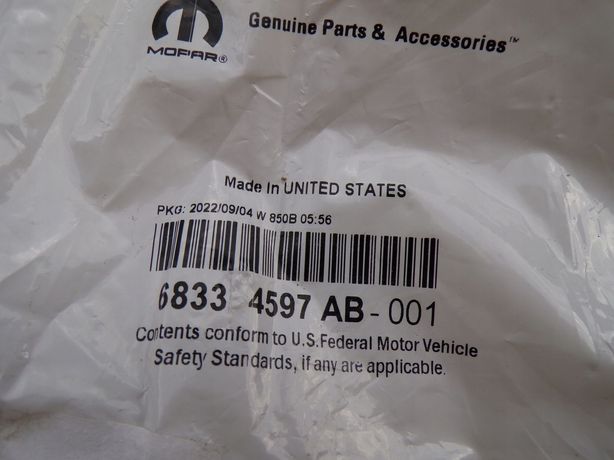 Genuine Parts & Accessories™
MOPAR®
Made In UNITED STATES
PKG: 2022/09/04 W 850B 05:56
6833 4597 AB - 001
Contents conform to U.S.Federal Motor Vehicle
Safety Standards, if any are applicable.